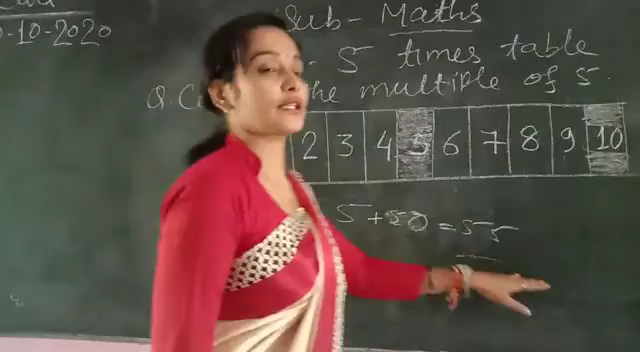 -10-2020
Sub- Maths
- 5 times table
Q. the multiple of 5.
2 3 4 5 6 7 8 9 10
5+50=55